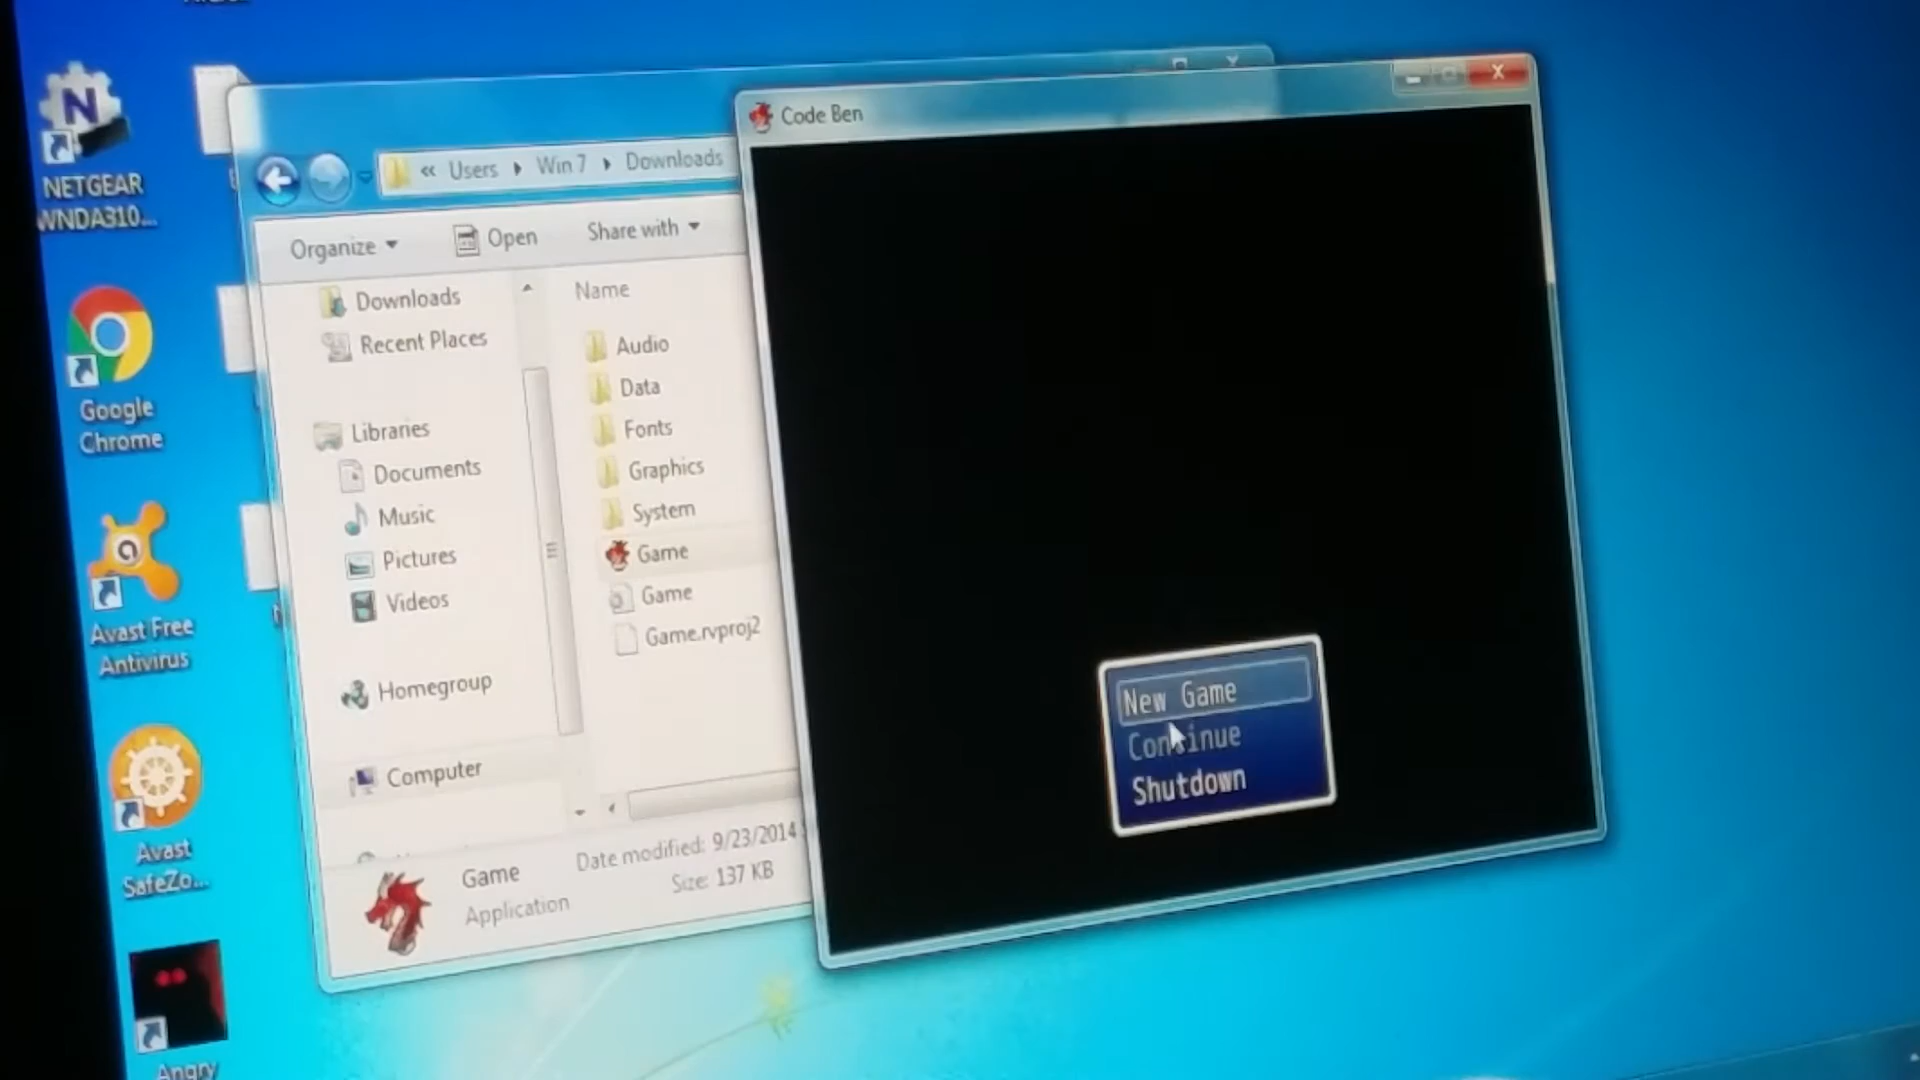 NETGEAR
WNDA310...
Google
Chrome
Avast Free
Antivirus
Avast
SafeZo...
Angry
« Users Win 7 Downloads
Organize Open Share with
Downloads
Recent Places
Libraries
Documents
Music
Pictures
Videos
Homegroup
Computer
Name
Audio
Data
Fonts
Graphics
System
Game
Game
Game.rvproj2
Game Date modified: 9/23/2014
Application Size: 137 KB
Code Ben
New Game
Continue
Shutdown